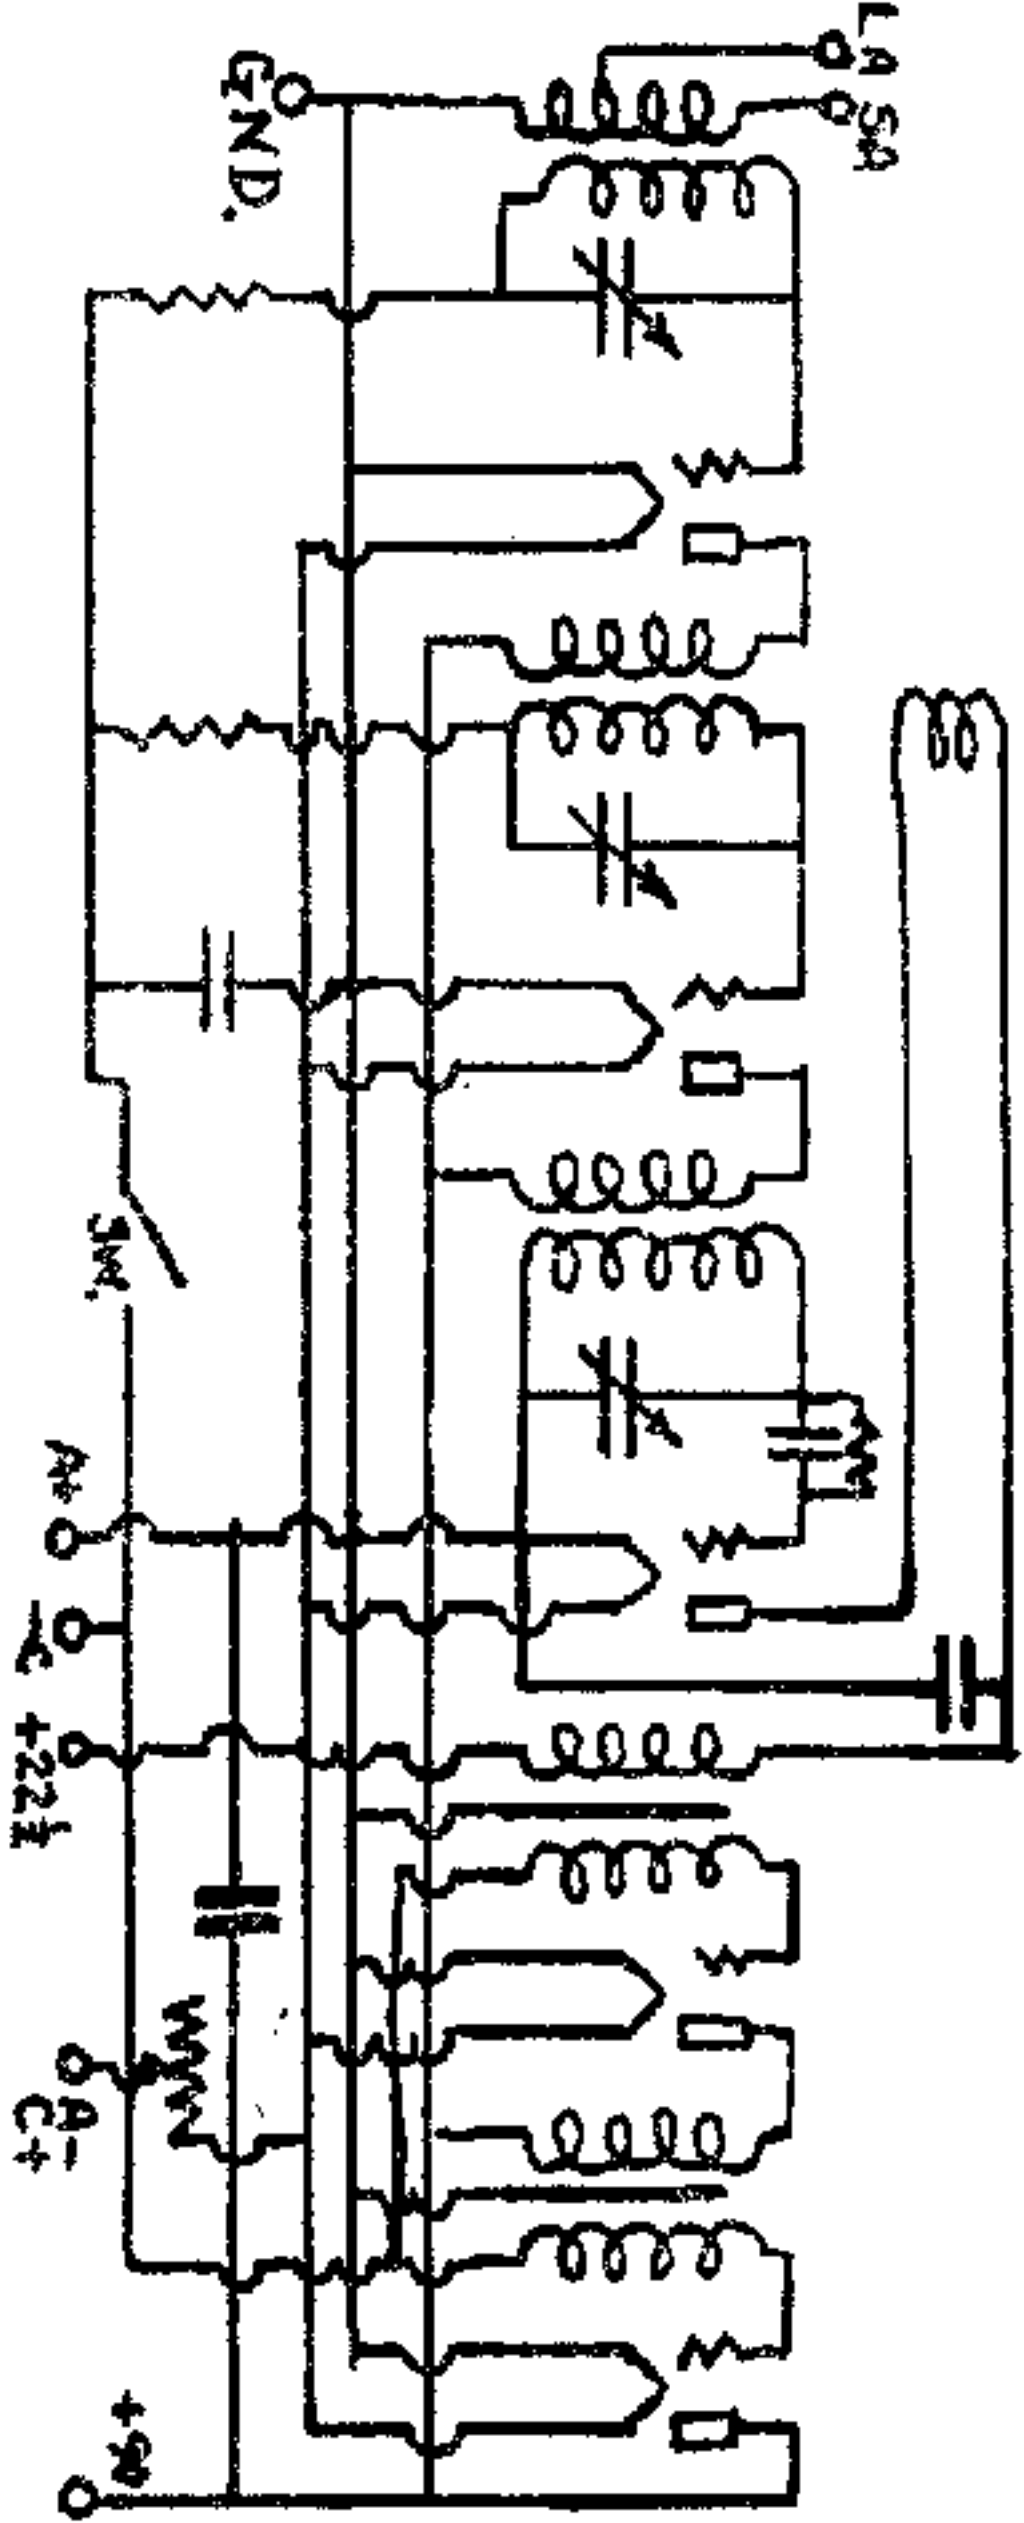 LA
SA
GND.
SW.
A+
+22½
A-
C+
+90